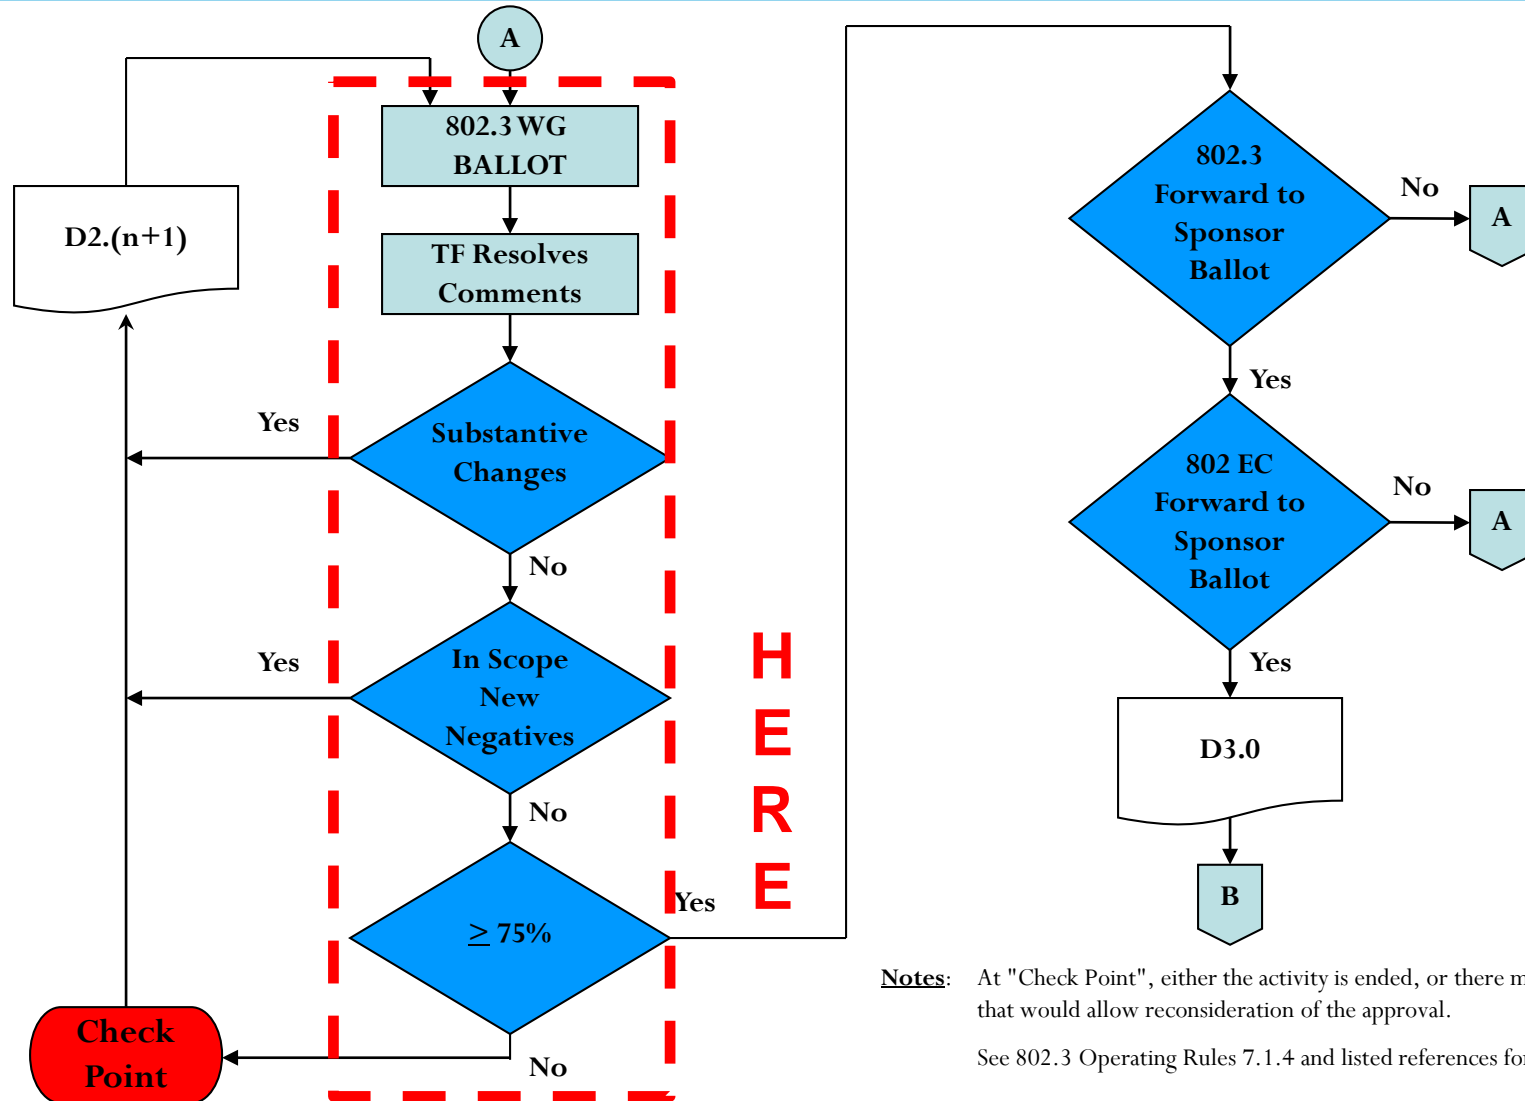 A
802.3 WG
BALLOT
D2.(n+1)
TF Resolves
Comments
Yes
Substantive
Changes
No
Yes
In Scope
New
Negatives
No
≥ 75%
Yes
No
Check
Point
H
E
R
E
802.3
Forward to
Sponsor
Ballot
No
A
Yes
802 EC
Forward to
Sponsor
Ballot
No
A
Yes
D3.0
B
Notes: At "Check Point", either the activity is ended, or there m
that would allow reconsideration of the approval.
See 802.3 Operating Rules 7.1.4 and listed references for